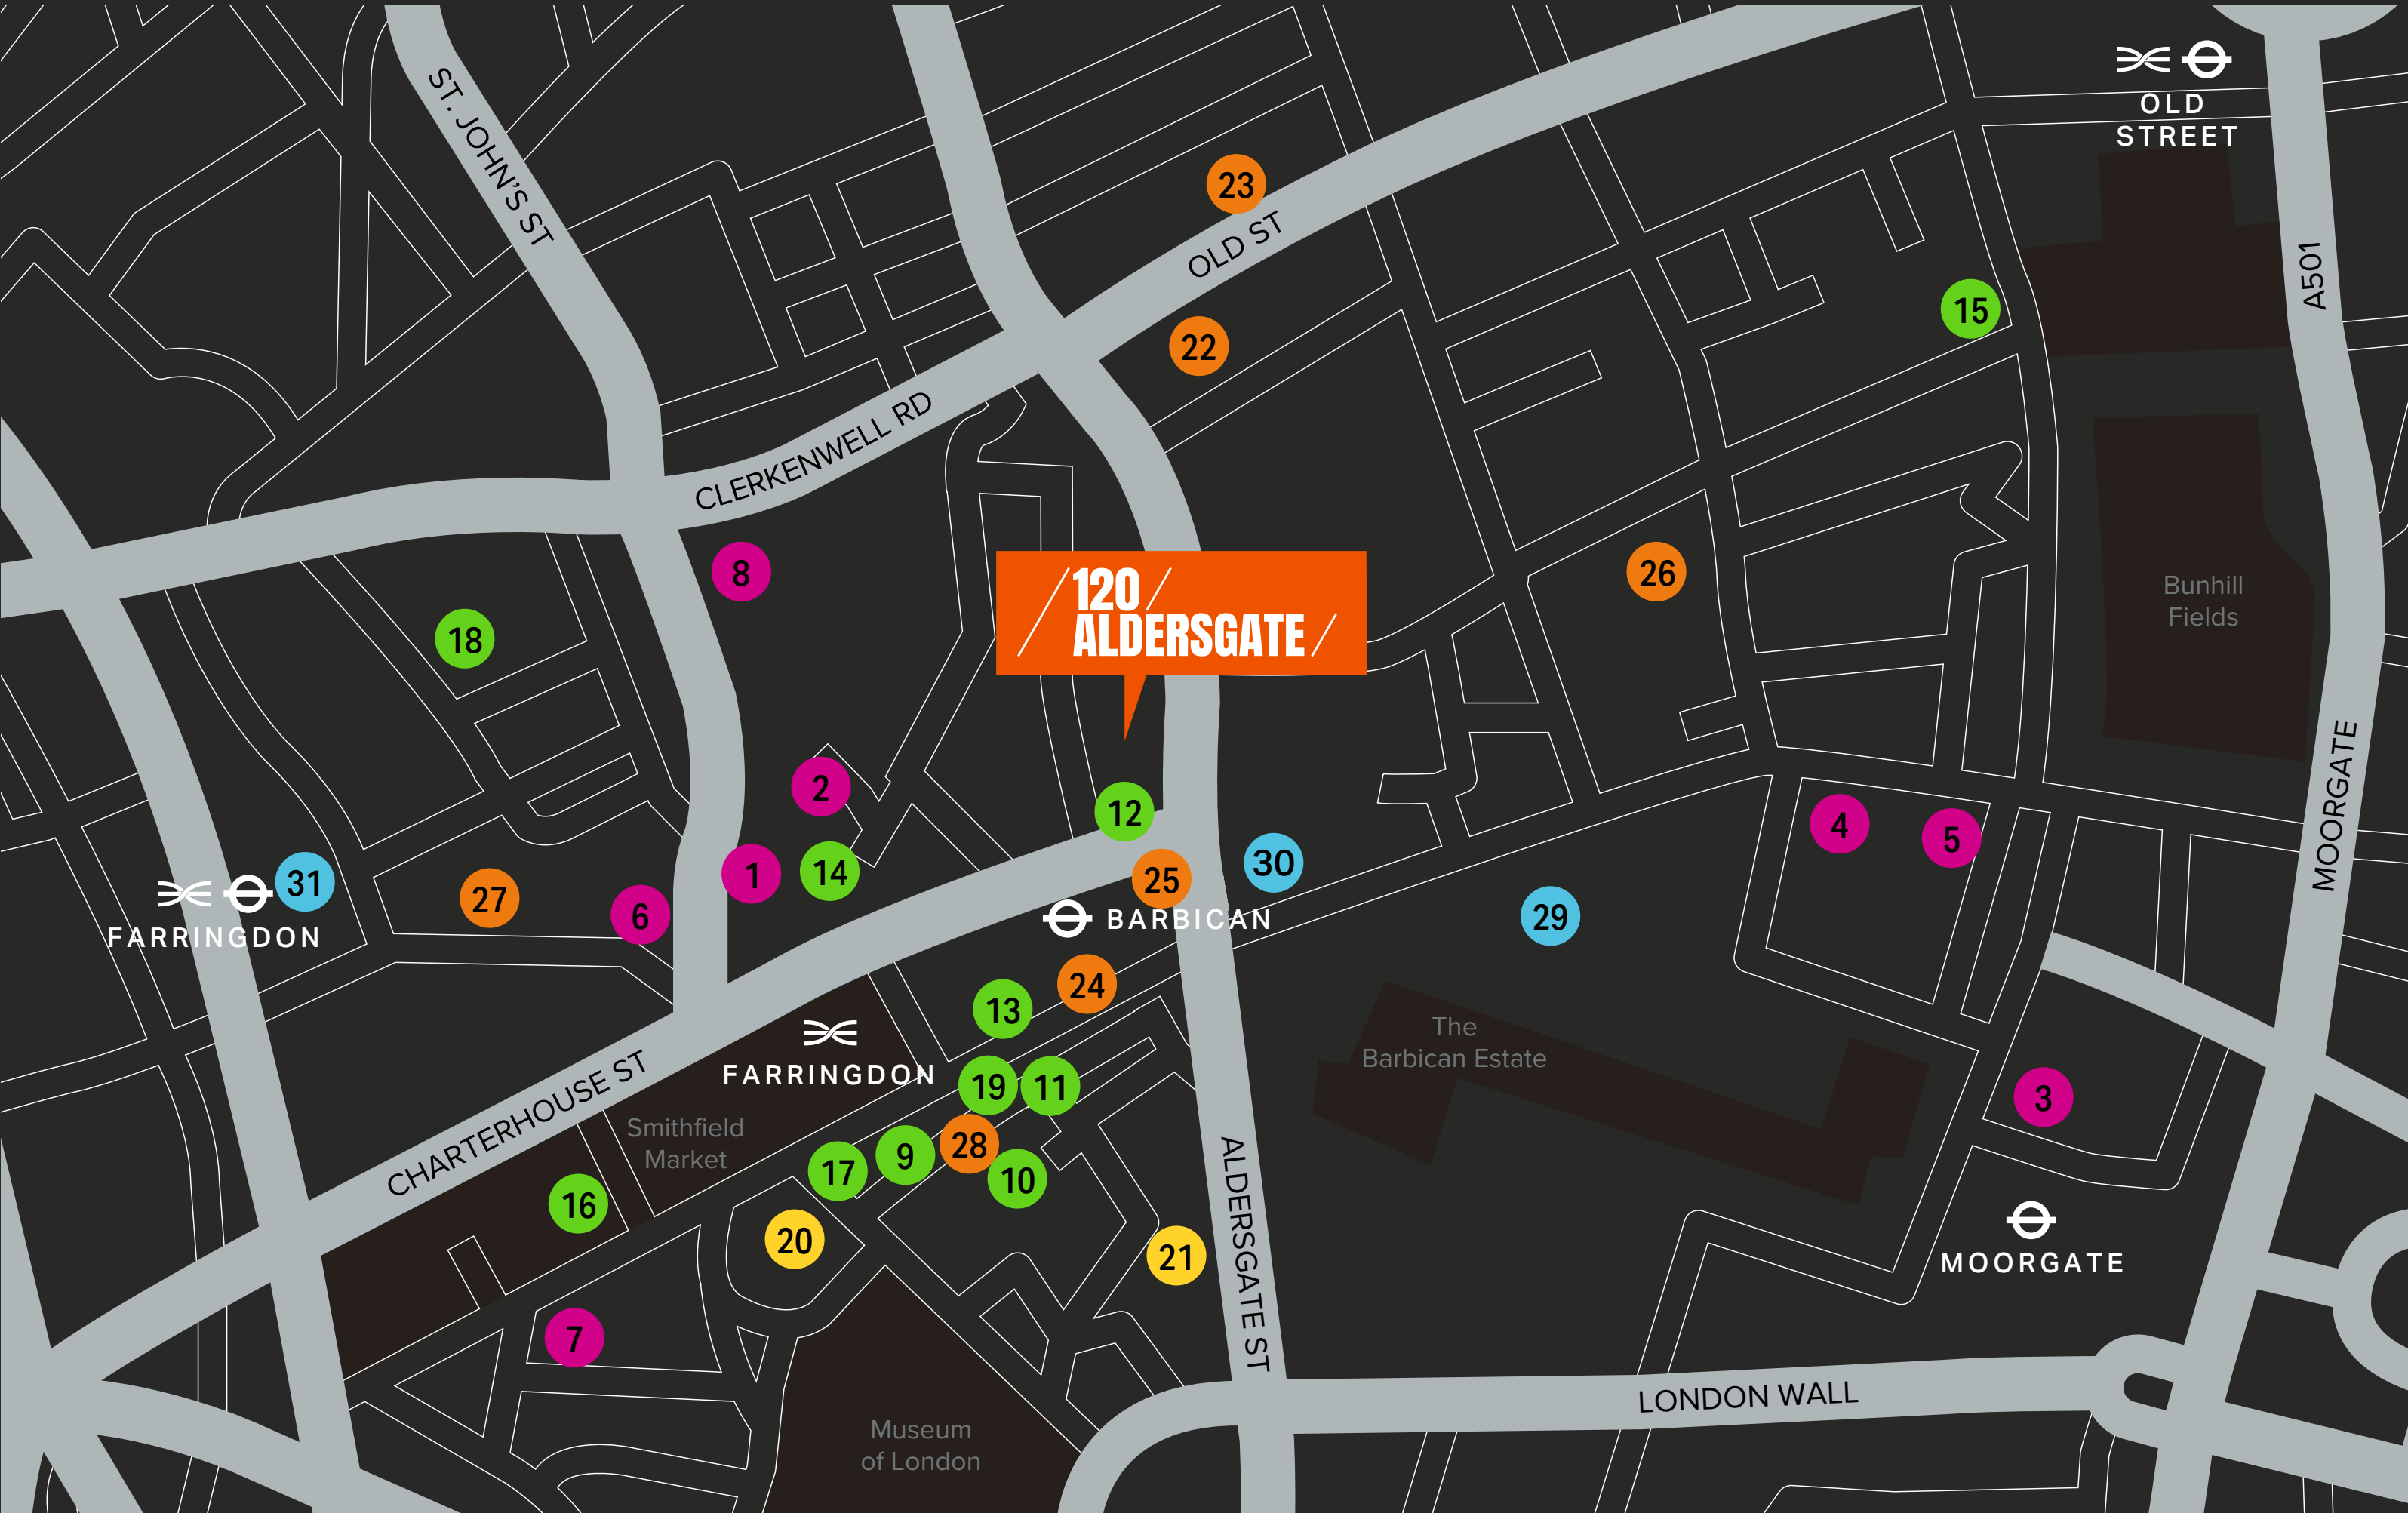 ST. JOHN'S ST
OLD
STREET
23
OLD ST
A501
15
22
CLERKENWELL RD
8
120
ALDERSGATE
26
Bunhill
Fields
18
2
12
4
5
MOORGATE
31
FARRINGDON
27
6
1
14
25
30
BARBICAN
29
24
13
The
Barbican Estate
FARRINGDON
CHARTERHOUSE ST
Smithfield
Market
19
11
3
17
9
28
10
16
20
21
ALDERSGATE ST
MOORGATE
7
LONDON WALL
Museum
of London